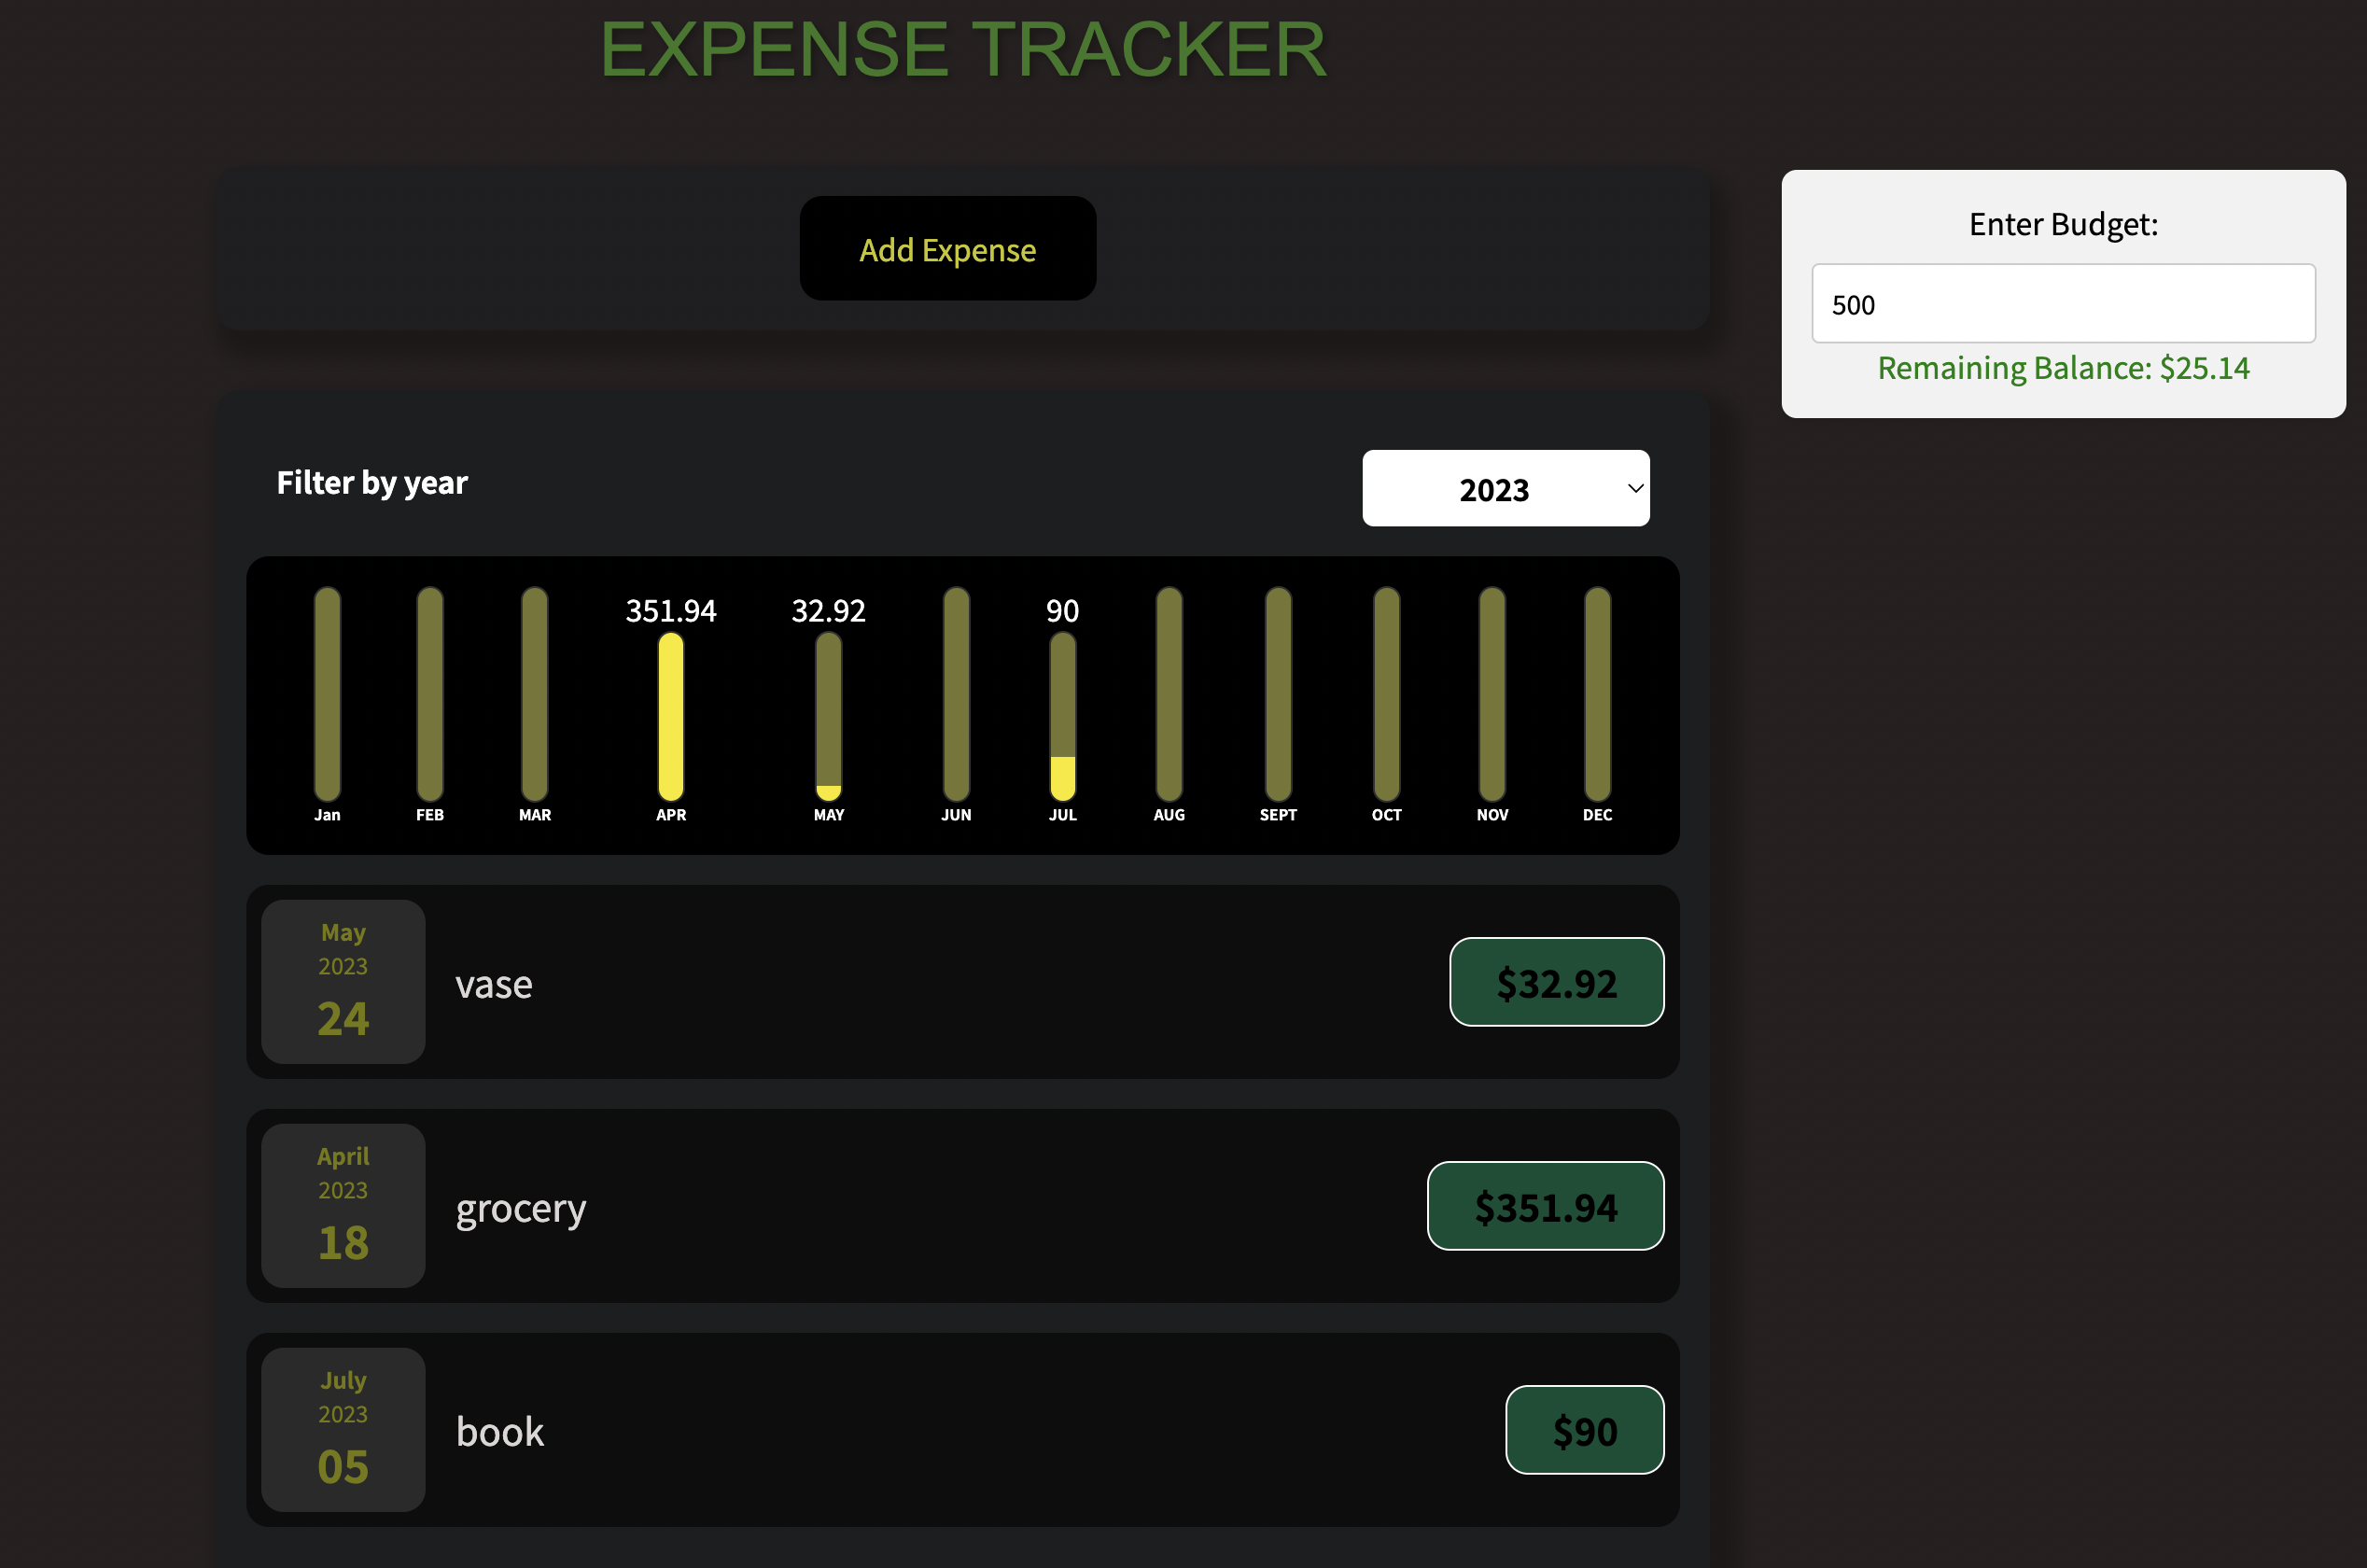 EXPENSE TRACKER
Add Expense
Enter Budget:
500
Remaining Balance: $25.14
Filter by year
2023
351.94 32.92 90
Jan FEB MAR APR MAY JUN JUL AUG SEPT OCT NOV DEC
May
2023
24
vase
$32.92
April
2023
18
grocery
$351.94
July
2023
05
book
$90